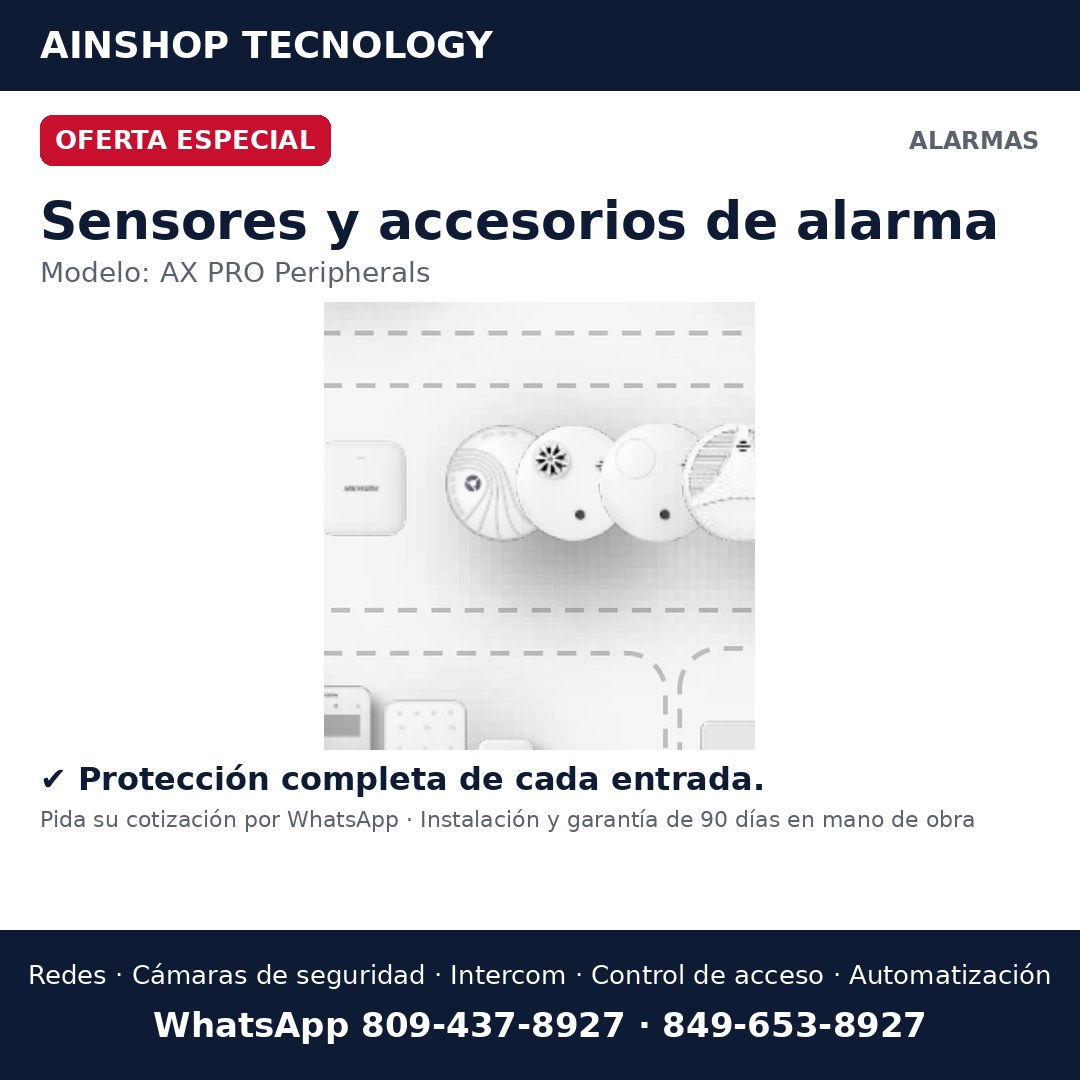 AINSHOP TECNOLOGY
OFERTA ESPECIAL
ALARMAS
Sensores y accesorios de alarma
Modelo: AX PRO Peripherals
✔ Protección completa de cada entrada.
Pida su cotización por WhatsApp · Instalación y garantía de 90 días en mano de obra
Redes · Cámaras de seguridad · Intercom · Control de acceso · Automatización
WhatsApp 809-437-8927 · 849-653-8927